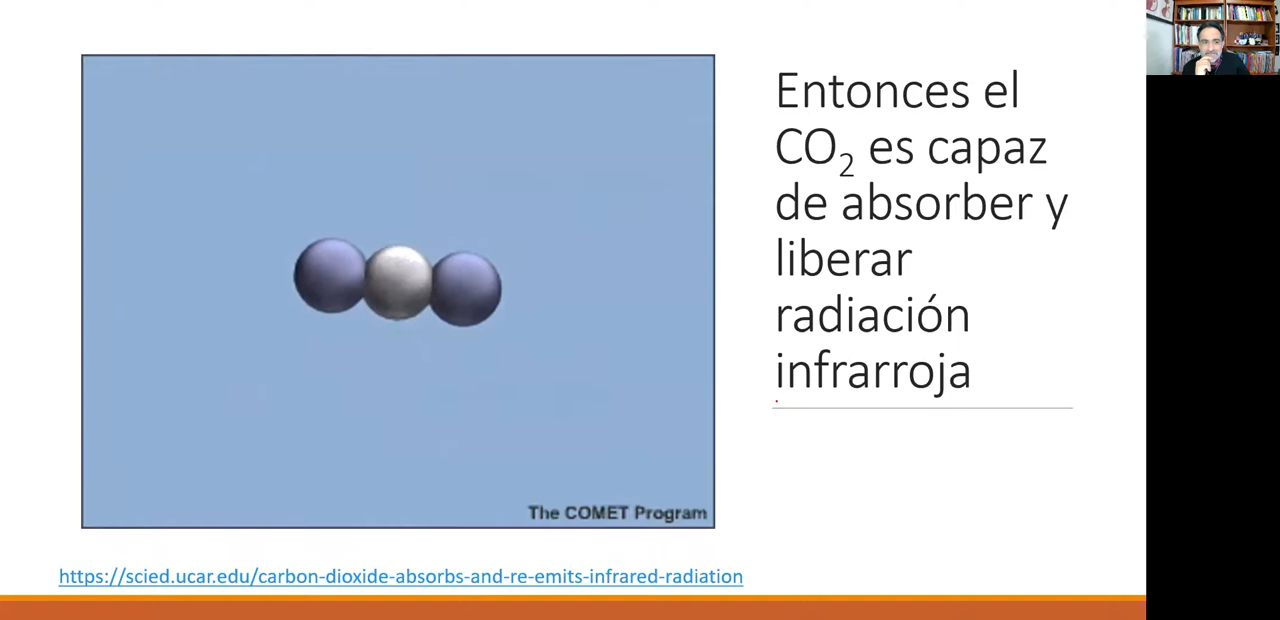 Entonces el
CO₂ es capaz
de absorber y
liberar
radiación
infrarroja
The COMET Program
https://scied.ucar.edu/carbon-dioxide-absorbs-and-re-emits-infrared-radiation